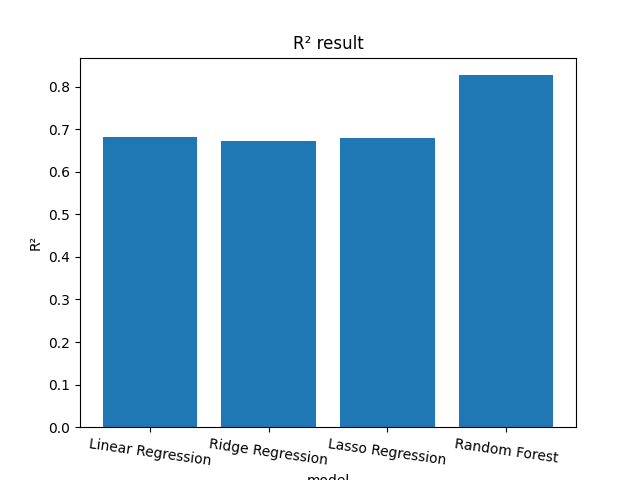 R² result
R²
0.8
0.7
0.6
0.5
0.4
0.3
0.2
0.1
0.0
Linear Regression
Ridge Regression
Lasso Regression
Random Forest
model